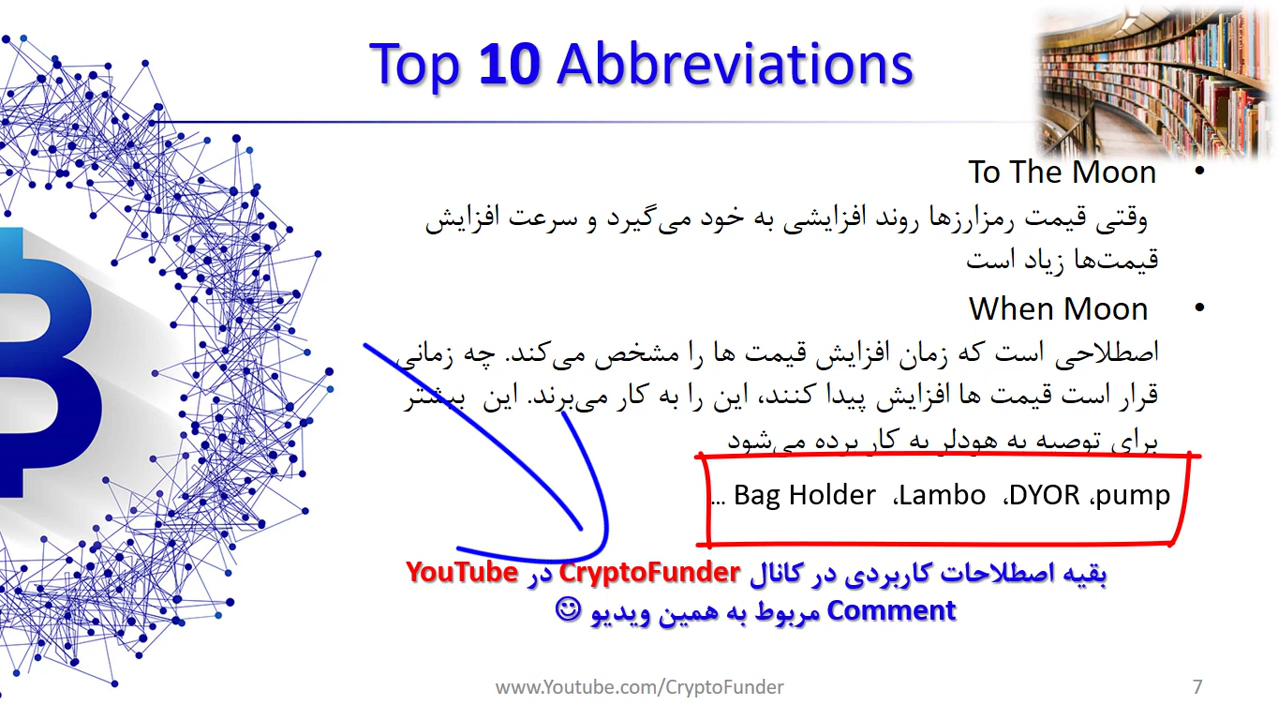 Top 10 Abbreviations
• To The Moon
وقتی قیمت رمزارزها روند افزایشی به خود می‌گیرد و سرعت افزایش
قیمت‌ها زیاد است
• When Moon
اصطلاحی است که زمان افزایش قیمت ها را مشخص می‌کند. چه زمانی
قرار است قیمت ها افزایش پیدا کنند، این را به کار می‌برند. این بیشتر
برای توصیه به هودلر به کار برده می‌شود
pump، DYOR، Lambo، Bag Holder ...
بقیه اصطلاحات کاربردی در کانال CryptoFunder در YouTube
Comment مربوط به همین ویدیو ☺
www.Youtube.com/CryptoFunder
7